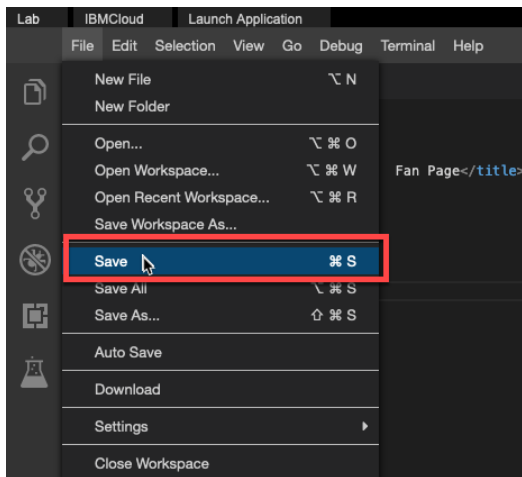 Lab IBMCloud Launch Application
File Edit Selection View Go Debug Terminal Help
New File ⌥ N
New Folder
Open... ⌥ ⌘ O
Open Workspace... ⌥ ⌘ W
Fan Page</title>
Open Recent Workspace... ⌥ ⌘ R
Save Workspace As...
Save ⌘ S
Save All ⌥ ⌘ S
Save As... ⇧ ⌘ S
Auto Save
Download
Settings
Close Workspace